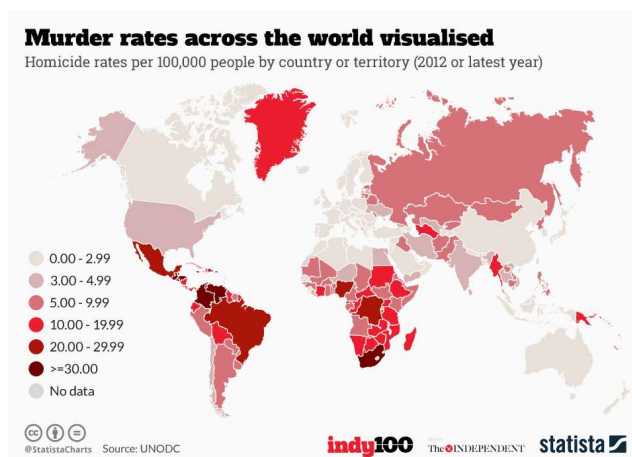 Murder rates across the world visualised
Homicide rates per 100,000 people by country or territory (2012 or latest year)
0.00 - 2.99
3.00 - 4.99
5.00 - 9.99
10.00 - 19.99
20.00 - 29.99
>=30.00
No data
cc
@StatistaCharts Source: UNODC
indy100
The INDEPENDENT
statista